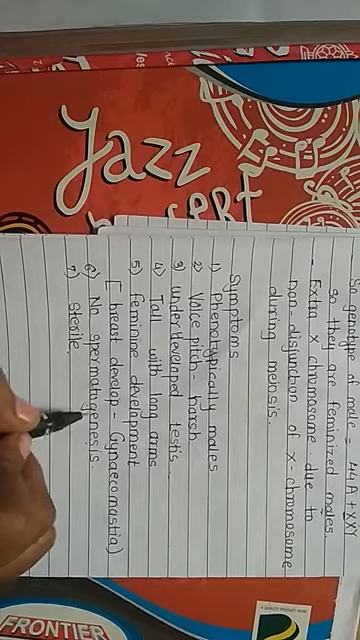 So genotype of male = 44A + XXY
so they are feminized males
- Extra x chromosome due to
non-disjunction of x-chromosome
during meiosis.
Symptoms
1) Phenotypically males
2) Voice pitch - harsh
3) underdeveloped testis
4) Tall with long arms
5) Feminine development
[breast develop - Gynaecomastia)
6) No spermatogenesis.
7) sterile.
Jazz
FRONTIER